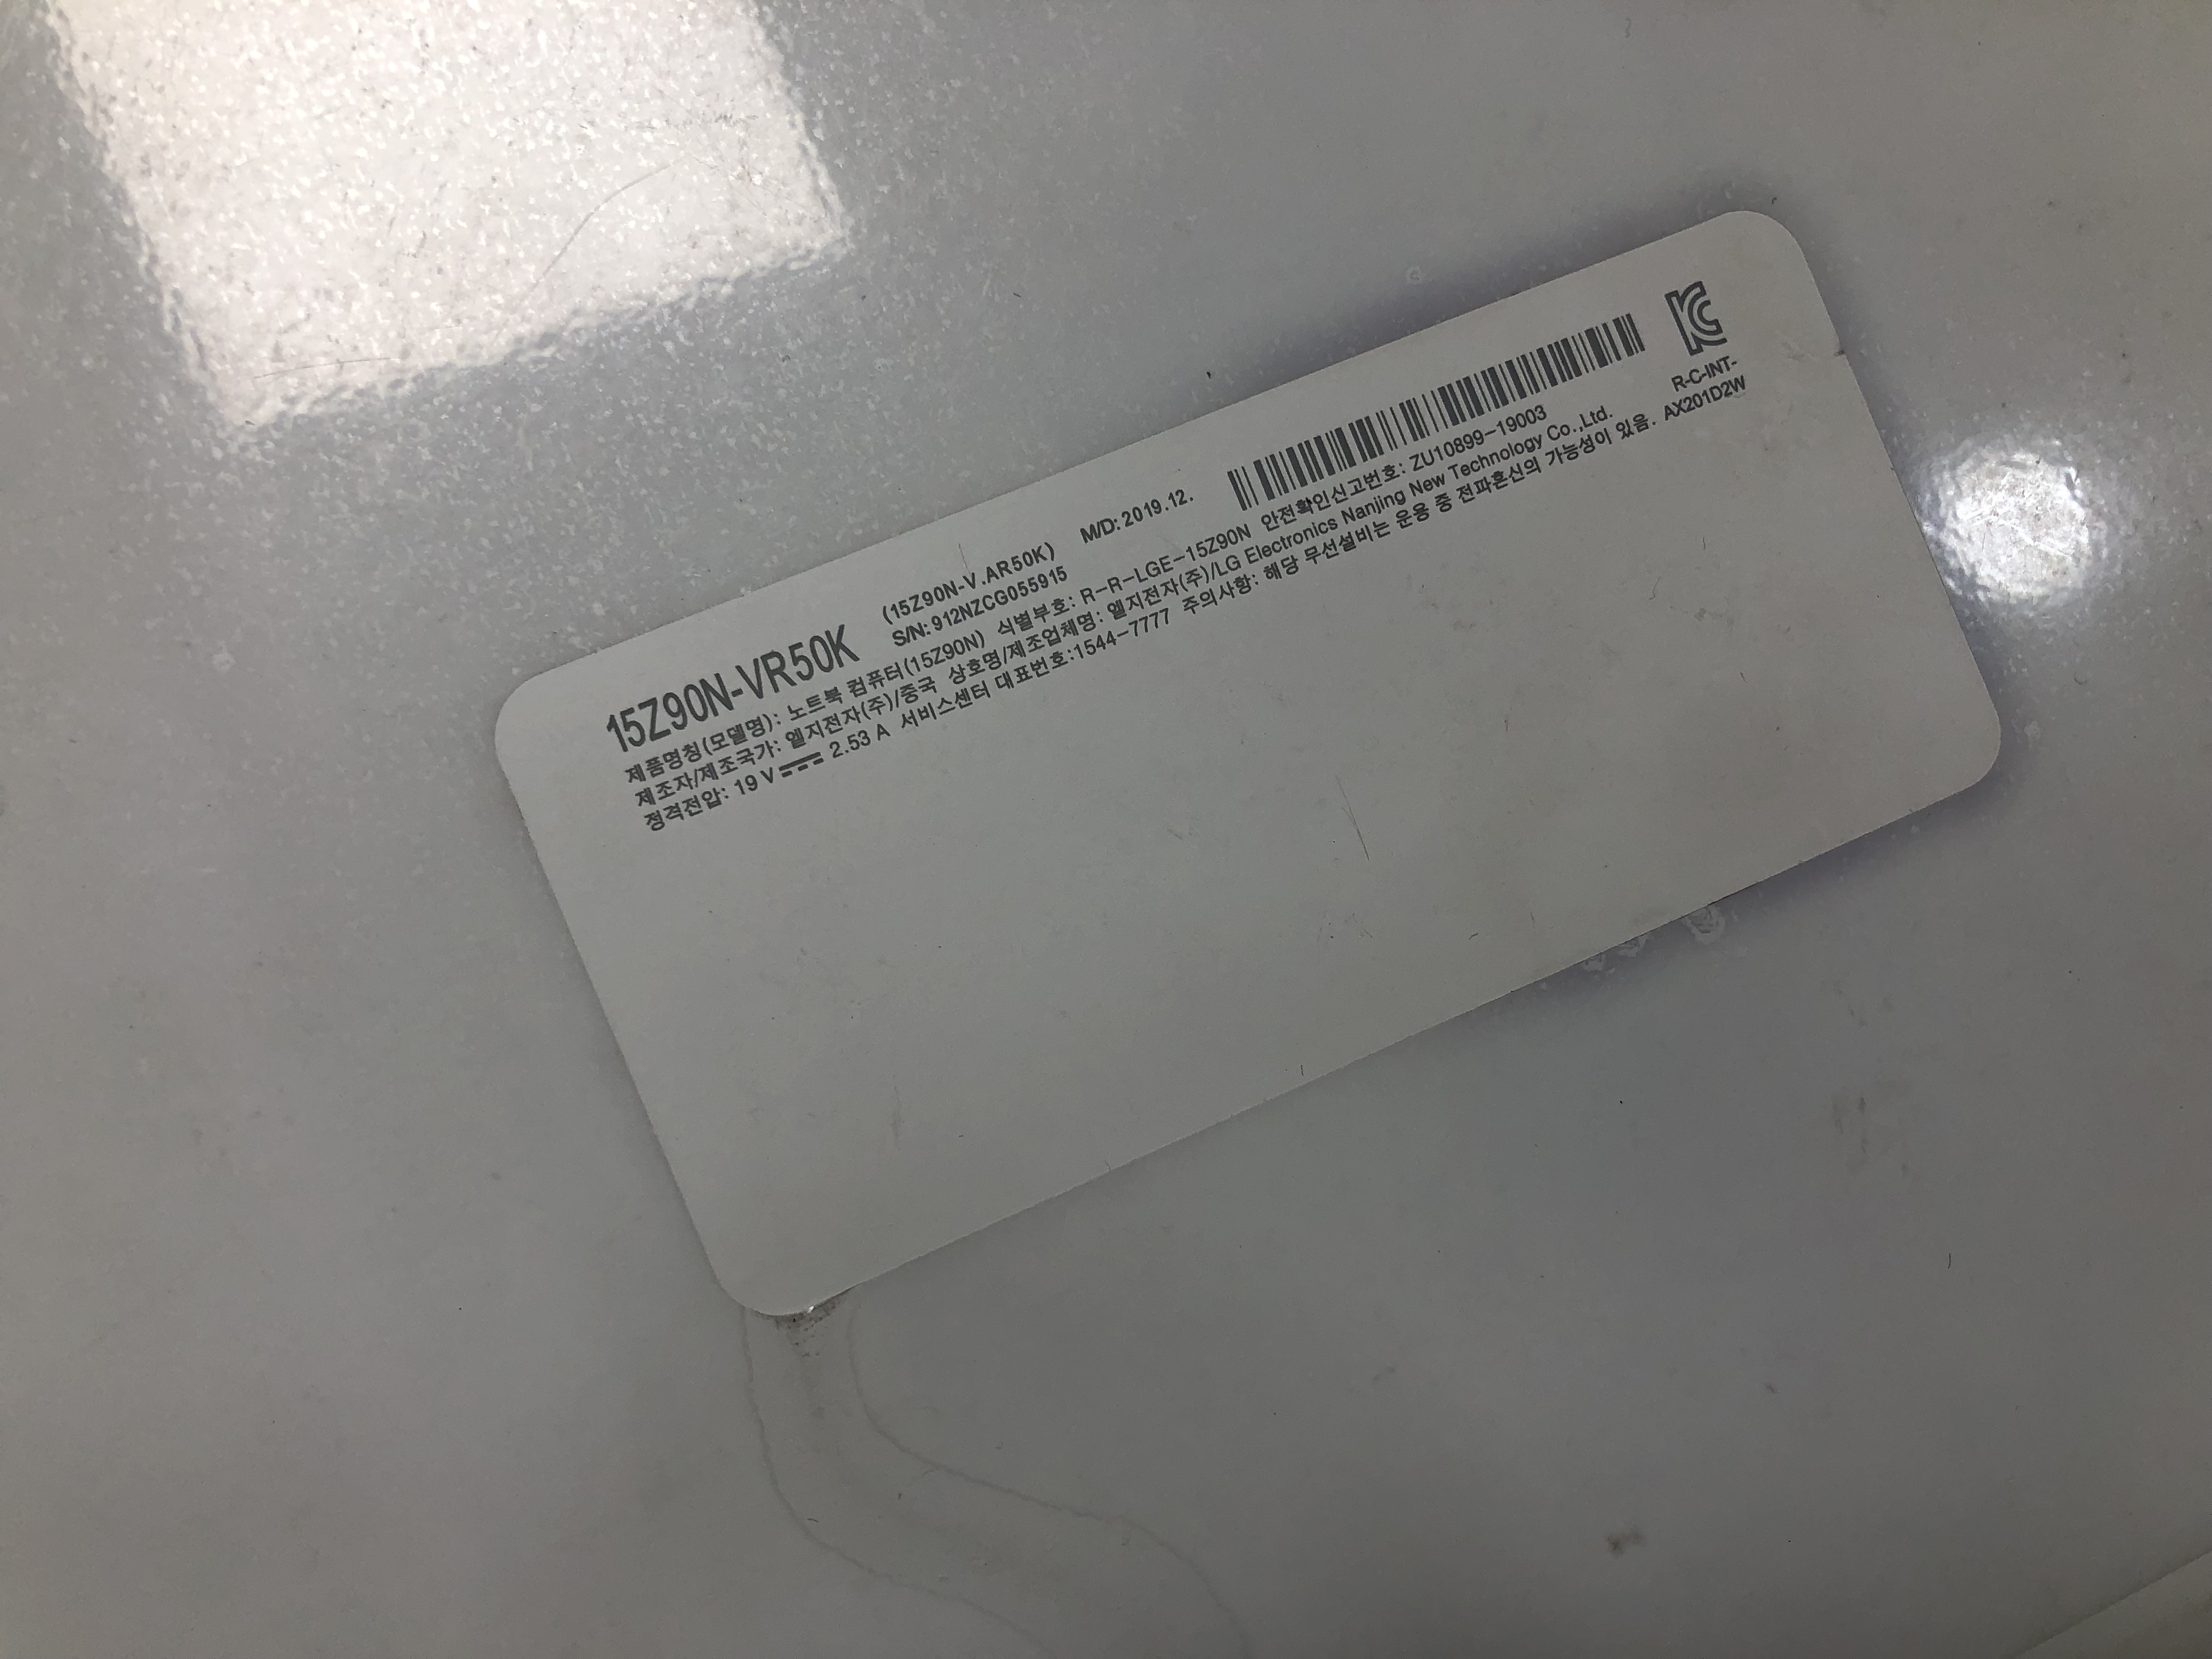 15Z90N-VR50K (15Z90N-V.AR50K) M/D: 2019.12.
S/N: 912NZCG055915
제품명칭(모델명): 노트북 컴퓨터(15Z90N) 식별부호: R-R-LGE-15Z90N 안전확인신고번호: ZU10899-19003
제조자/제조국가: 엘지전자(주)/중국 상호명/제조업체명: 엘지전자(주)/LG Electronics Nanjing New Technology Co.,Ltd.
정격전압: 19 V⎓ 2.53 A 서비스센터 대표번호:1544-7777 주의사항: 해당 무선설비는 운용 중 전파혼신의 가능성이 있음.
R-C-INT-
AX201D2W